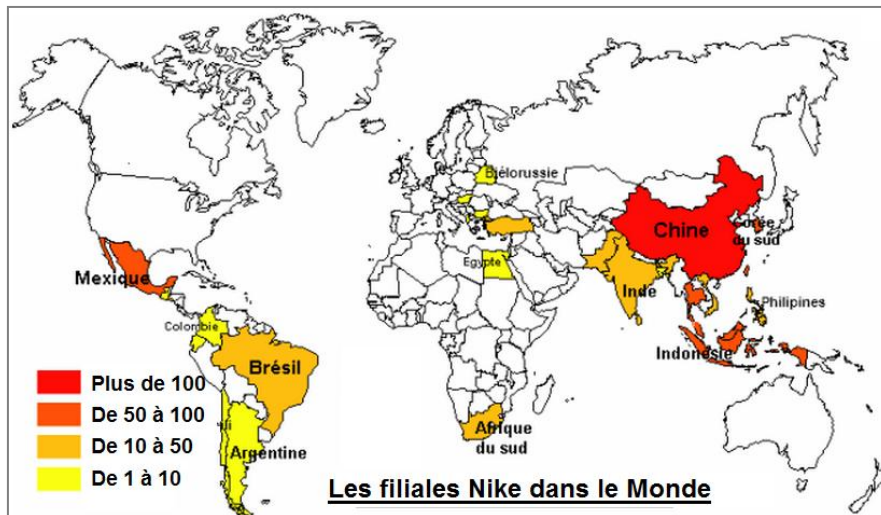 Biélorussie
Chine
Corée
du sud
Mexique
Egypte
Inde
Philipines
Colombie
Indonésie
Brésil
Afrique
du sud
Argentine
Plus de 100
De 50 à 100
De 10 à 50
De 1 à 10
Les filiales Nike dans le Monde